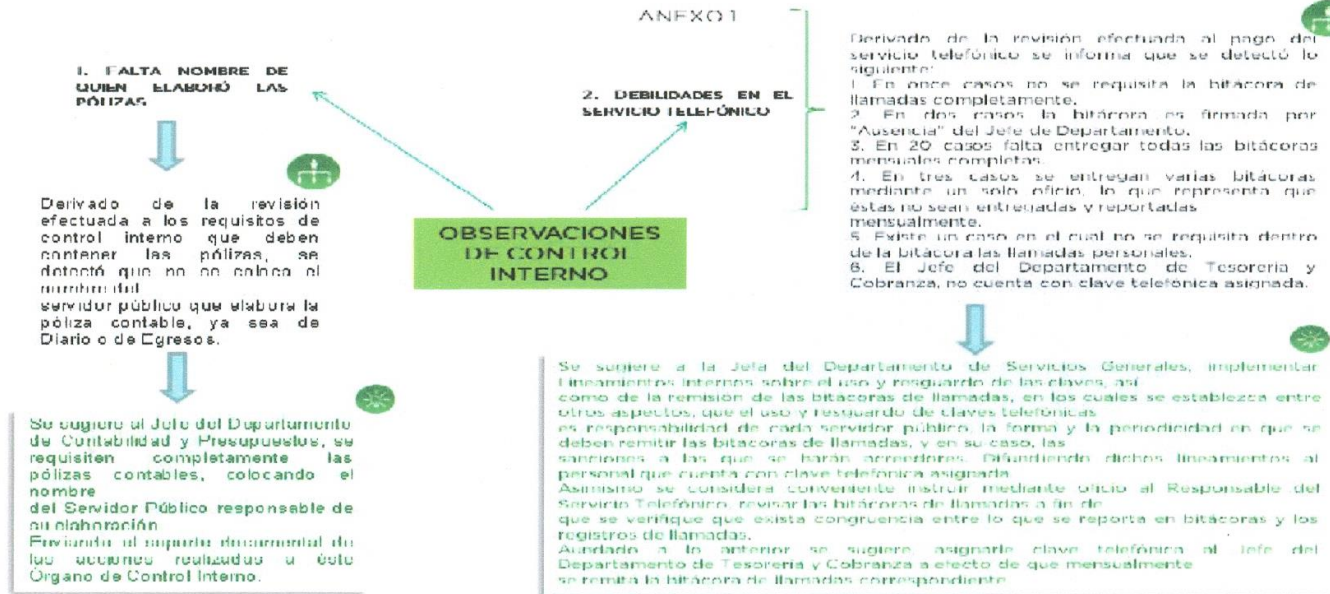 ANEXO 1
1. FALTA NOMBRE DE
QUIEN ELABORÓ LAS
PÓLIZAS
Derivado de la revisión
efectuada a los requisitos de
control interno que deben
contener las pólizas, se
detectó que no se coloca el
nombre del
servidor público que elabora la
póliza contable, ya sea de
Diario o de Egresos.
Se sugiere al Jefe del Departamento
de Contabilidad y Presupuestos, se
requisiten completamente las
pólizas contables, colocando el
nombre
del Servidor Público responsable de
su elaboración
Enviando el soporte documental de
las acciones realizadas a éste
Órgano de Control Interno.
OBSERVACIONES
DE CONTROL
INTERNO
2. DEBILIDADES EN EL
SERVICIO TELEFÓNICO
Derivado de la revisión efectuada al pago del
servicio telefónico se informa que se detectó lo
siguiente:
1. En once casos no se requisita la bitácora de
llamadas completamente.
2. En dos casos la bitácora es firmada por
"Ausencia" del Jefe de Departamento.
3. En 20 casos falta entregar todas las bitácoras
mensuales completas.
4. En tres casos se entregan varias bitácoras
mediante un solo oficio, lo que representa que
éstas no sean entregadas y reportadas
mensualmente.
5. Existe un caso en el cual no se requisita dentro
de la bitácora las llamadas personales.
6. El Jefe del Departamento de Tesorería y
Cobranza, no cuenta con clave telefónica asignada.
Se sugiere a la Jefa del Departamento de Servicios Generales, implementar
Lineamientos Internos sobre el uso y resguardo de las claves, así
como de la remisión de las bitácoras de llamadas, en los cuales se establezca entre
otros aspectos, que el uso y resguardo de claves telefónicas
es responsabilidad de cada servidor público, la forma y la periodicidad en que se
deben remitir las bitácoras de llamadas, y en su caso, las
sanciones a las que se harán acreedores. Difundiendo dichos lineamientos al
personal que cuenta con clave telefónica asignada.
Asimismo se considera conveniente instruir mediante oficio al Responsable del
Servicio Telefónico, revisar las bitácoras de llamadas a fin de
que se verifique que exista congruencia entre lo que se reporta en bitácoras y los
registros de llamadas.
Aundado a lo anterior se sugiere, asignarle clave telefónica al Jefe del
Departamento de Tesorería y Cobranza a efecto de que mensualmente
se remita la bitácora de llamadas correspondiente